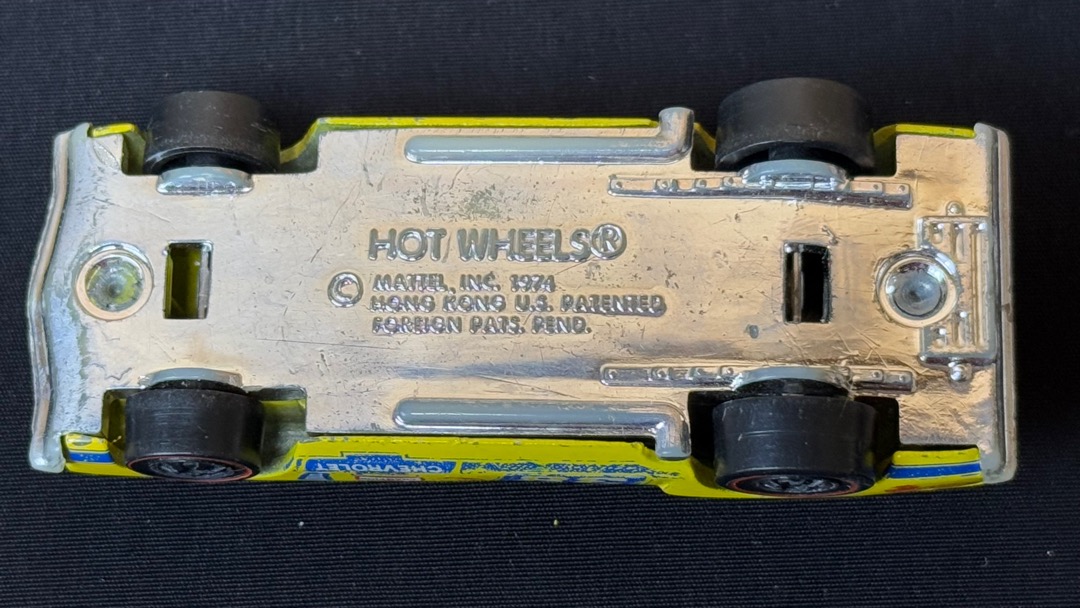 HOT WHEELS®
© MATTEL, INC. 1974
HONG KONG U.S. PATENTED
FOREIGN PATS. PEND.
CHEVROLET